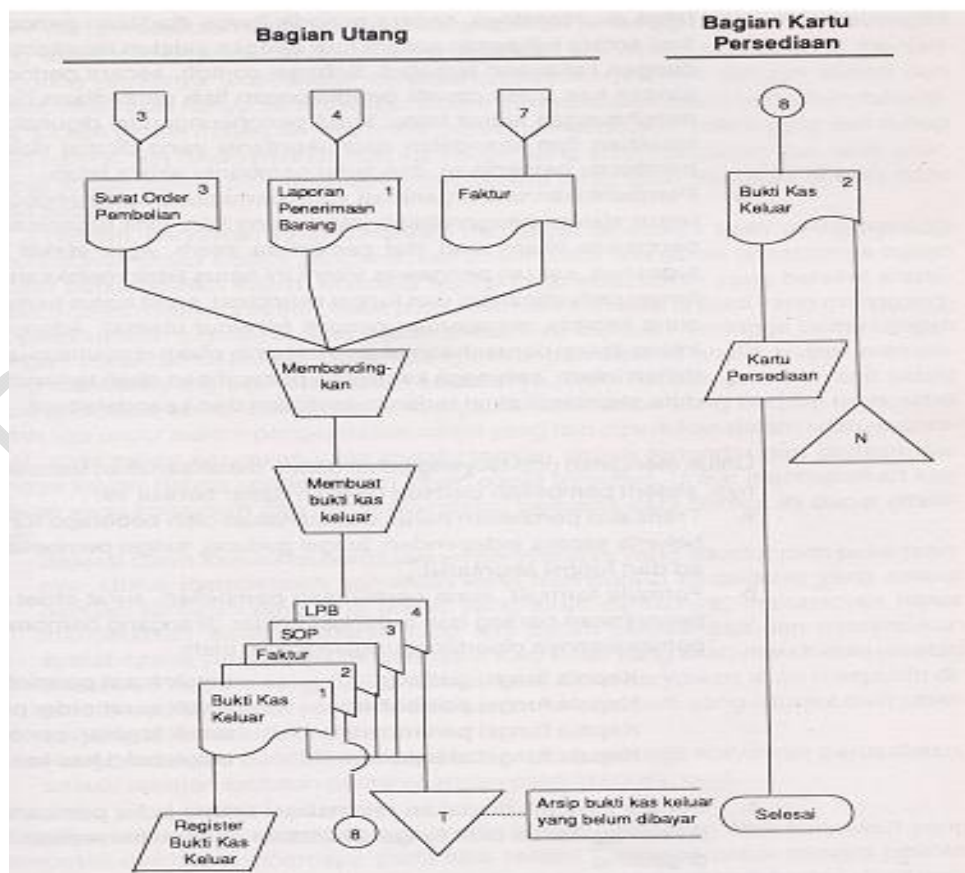 Bagian Utang
Bagian Kartu
Persediaan
3
4
7
8
Surat Order
Pembelian
3
Laporan
Penerimaan
Barang
1
Faktur
Bukti Kas
Keluar
2
Membanding-
kan
Kartu
Persediaan
N
Membuat
bukti kas
keluar
LPB
4
SOP
3
Faktur
2
Bukti Kas
Keluar
1
Register
Bukti Kas
Keluar
8
T
Arsip bukti kas keluar
yang belum dibayar
Selesai